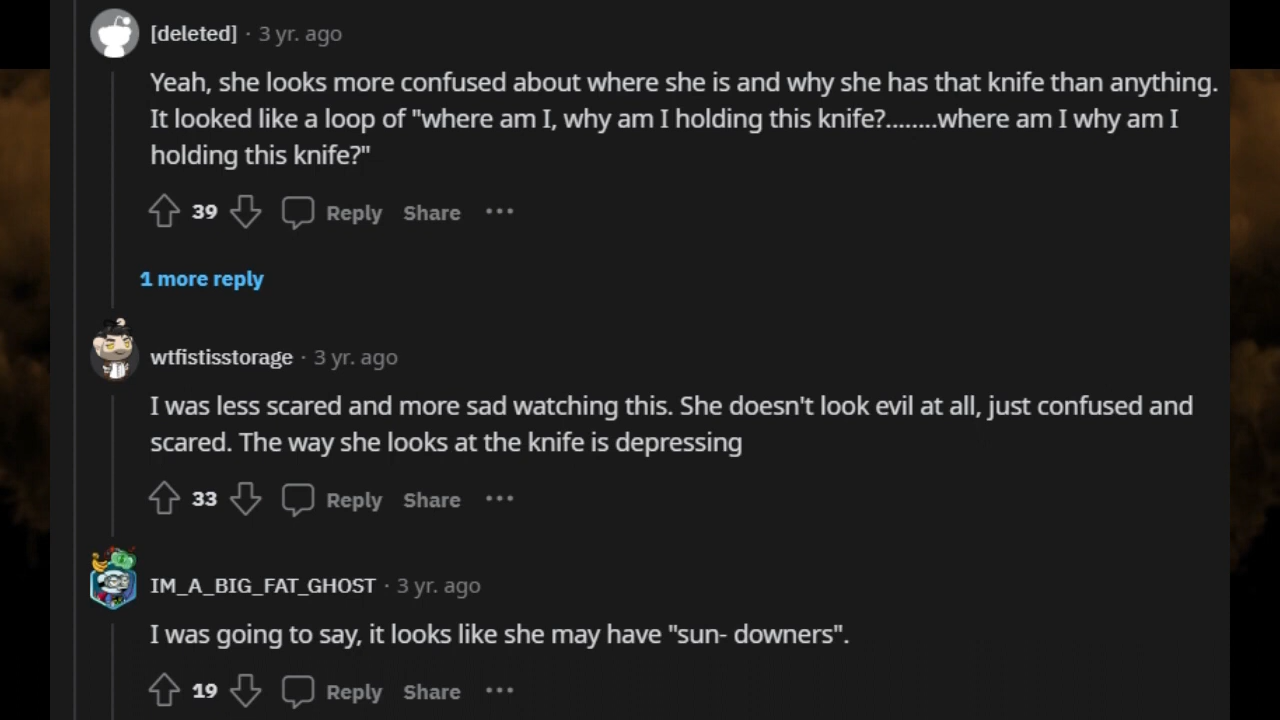 [deleted] · 3 yr. ago
Yeah, she looks more confused about where she is and why she has that knife than anything.
It looked like a loop of "where am I, why am I holding this knife?........where am I why am I
holding this knife?"
39 Reply Share ···
1 more reply
wtfististorage · 3 yr. ago
I was less scared and more sad watching this. She doesn't look evil at all, just confused and
scared. The way she looks at the knife is depressing
33 Reply Share ···
IM_A_BIG_FAT_GHOST · 3 yr. ago
I was going to say, it looks like she may have "sun- downers".
19 Reply Share ···